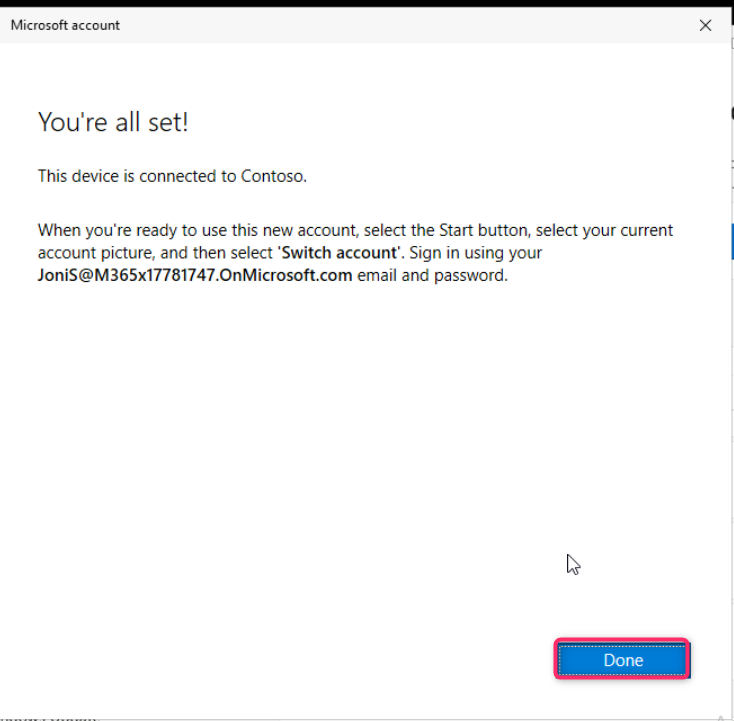 Microsoft account
You're all set!
This device is connected to Contoso.
When you're ready to use this new account, select the Start button, select your current
account picture, and then select 'Switch account'. Sign in using your
JoniS@M365x17781747.OnMicrosoft.com email and password.
Done